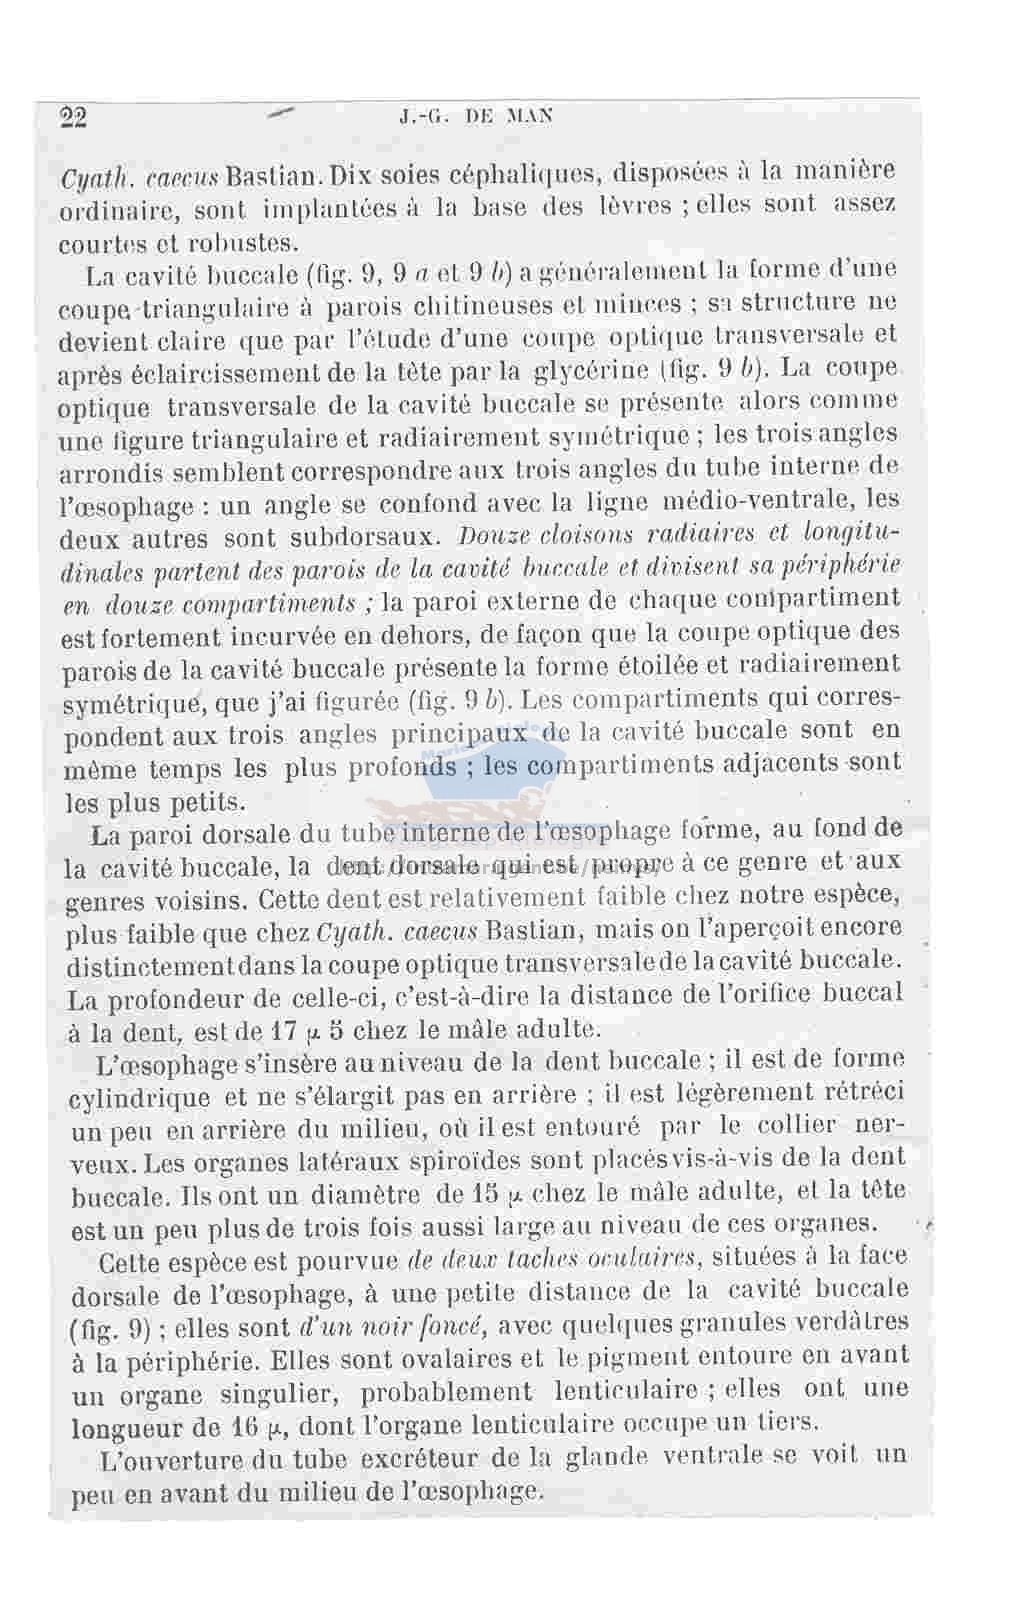 22
J.-G. DE MAN
Cyath. caecus Bastian. Dix soies céphaliques, disposées à la manière
ordinaire, sont implantées à la base des lèvres ; elles sont assez
courtes et robustes.
La cavité buccale (fig. 9, 9 a et 9 b) a généralement la forme d'une
coupe triangulaire à parois chitineuses et minces ; sa structure ne
devient claire que par l'étude d'une coupe optique transversale et
après éclaircissement de la tète par la glycérine (fig. 9 b). La coupe
optique transversale de la cavité buccale se présente alors comme
une figure triangulaire et radiairement symétrique ; les trois angles
arrondis semblent correspondre aux trois angles du tube interne de
l'œsophage : un angle se confond avec la ligne médio-ventrale, les
deux autres sont subdorsaux. Douze cloisons radiaires et longitu-
dinales partent des parois de la cavité buccale et divisent sa périphérie
en douze compartiments ; la paroi externe de chaque compartiment
est fortement incurvée en dehors, de façon que la coupe optique des
parois de la cavité buccale présente la forme étoilée et radiairement
symétrique, que j'ai figurée (fig. 9 b). Les compartiments qui corres-
pondent aux trois angles principaux de la cavité buccale sont en
même temps les plus profonds ; les compartiments adjacents sont
les plus petits.
La paroi dorsale du tube interne de l'œsophage forme, au fond de
la cavité buccale, la dent dorsale qui est propre à ce genre et aux
genres voisins. Cette dent est relativement faible chez notre espèce,
plus faible que chez Cyath. caecus Bastian, mais on l'aperçoit encore
distinctement dans la coupe optique transversale de la cavité buccale.
La profondeur de celle-ci, c'est-à-dire la distance de l'orifice buccal
à la dent, est de 17 µ 5 chez le mâle adulte.
L'œsophage s'insère au niveau de la dent buccale ; il est de forme
cylindrique et ne s'élargit pas en arrière ; il est légèrement rétréci
un peu en arrière du milieu, où il est entouré par le collier ner-
veux. Les organes latéraux spiroïdes sont placés vis-à-vis de la dent
buccale. Ils ont un diamètre de 15 µ chez le mâle adulte, et la tête
est un peu plus de trois fois aussi large au niveau de ces organes.
Cette espèce est pourvue de deux taches oculaires, situées à la face
dorsale de l'œsophage, à une petite distance de la cavité buccale
(fig. 9) ; elles sont d'un noir foncé, avec quelques granules verdâtres
à la périphérie. Elles sont ovalaires et le pigment entoure en avant
un organe singulier, probablement lenticulaire ; elles ont une
longueur de 16 µ, dont l'organe lenticulaire occupe un tiers.
L'ouverture du tube excréteur de la glande ventrale se voit un
peu en avant du milieu de l'œsophage.